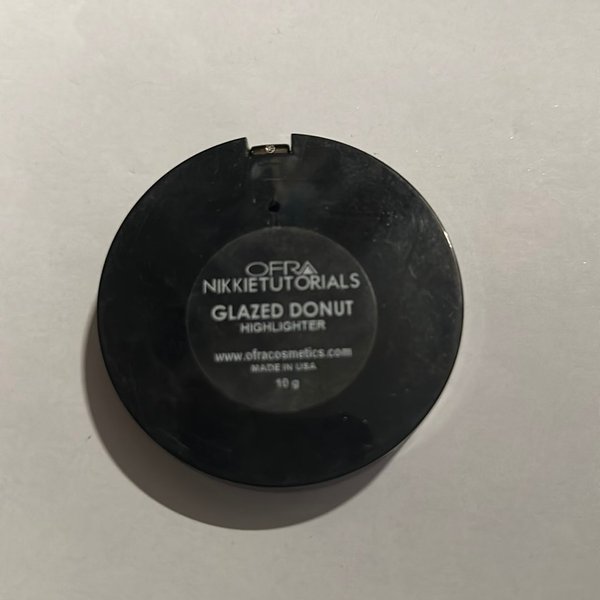 OFRA
NIKKIETUTORIALS
GLAZED DONUT
HIGHLIGHTER
www.ofracosmetics.com
MADE IN USA
10 g